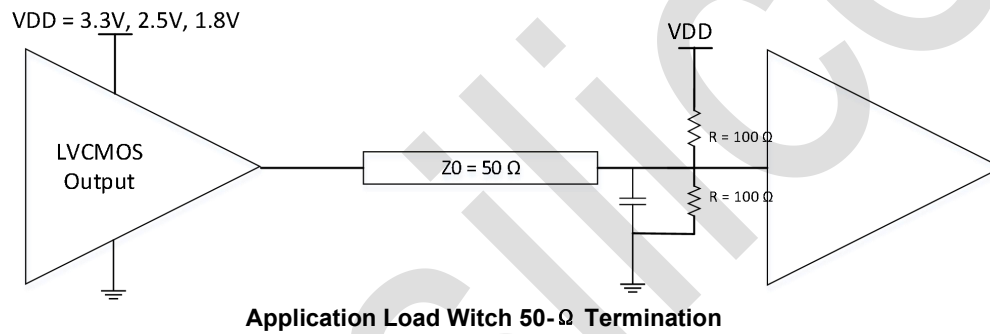 VDD = 3.3V, 2.5V, 1.8V
VDD
LVCMOS
Output
Z0 = 50 Ω
R = 100 Ω
R = 100 Ω
Application Load Witch 50-Ω Termination